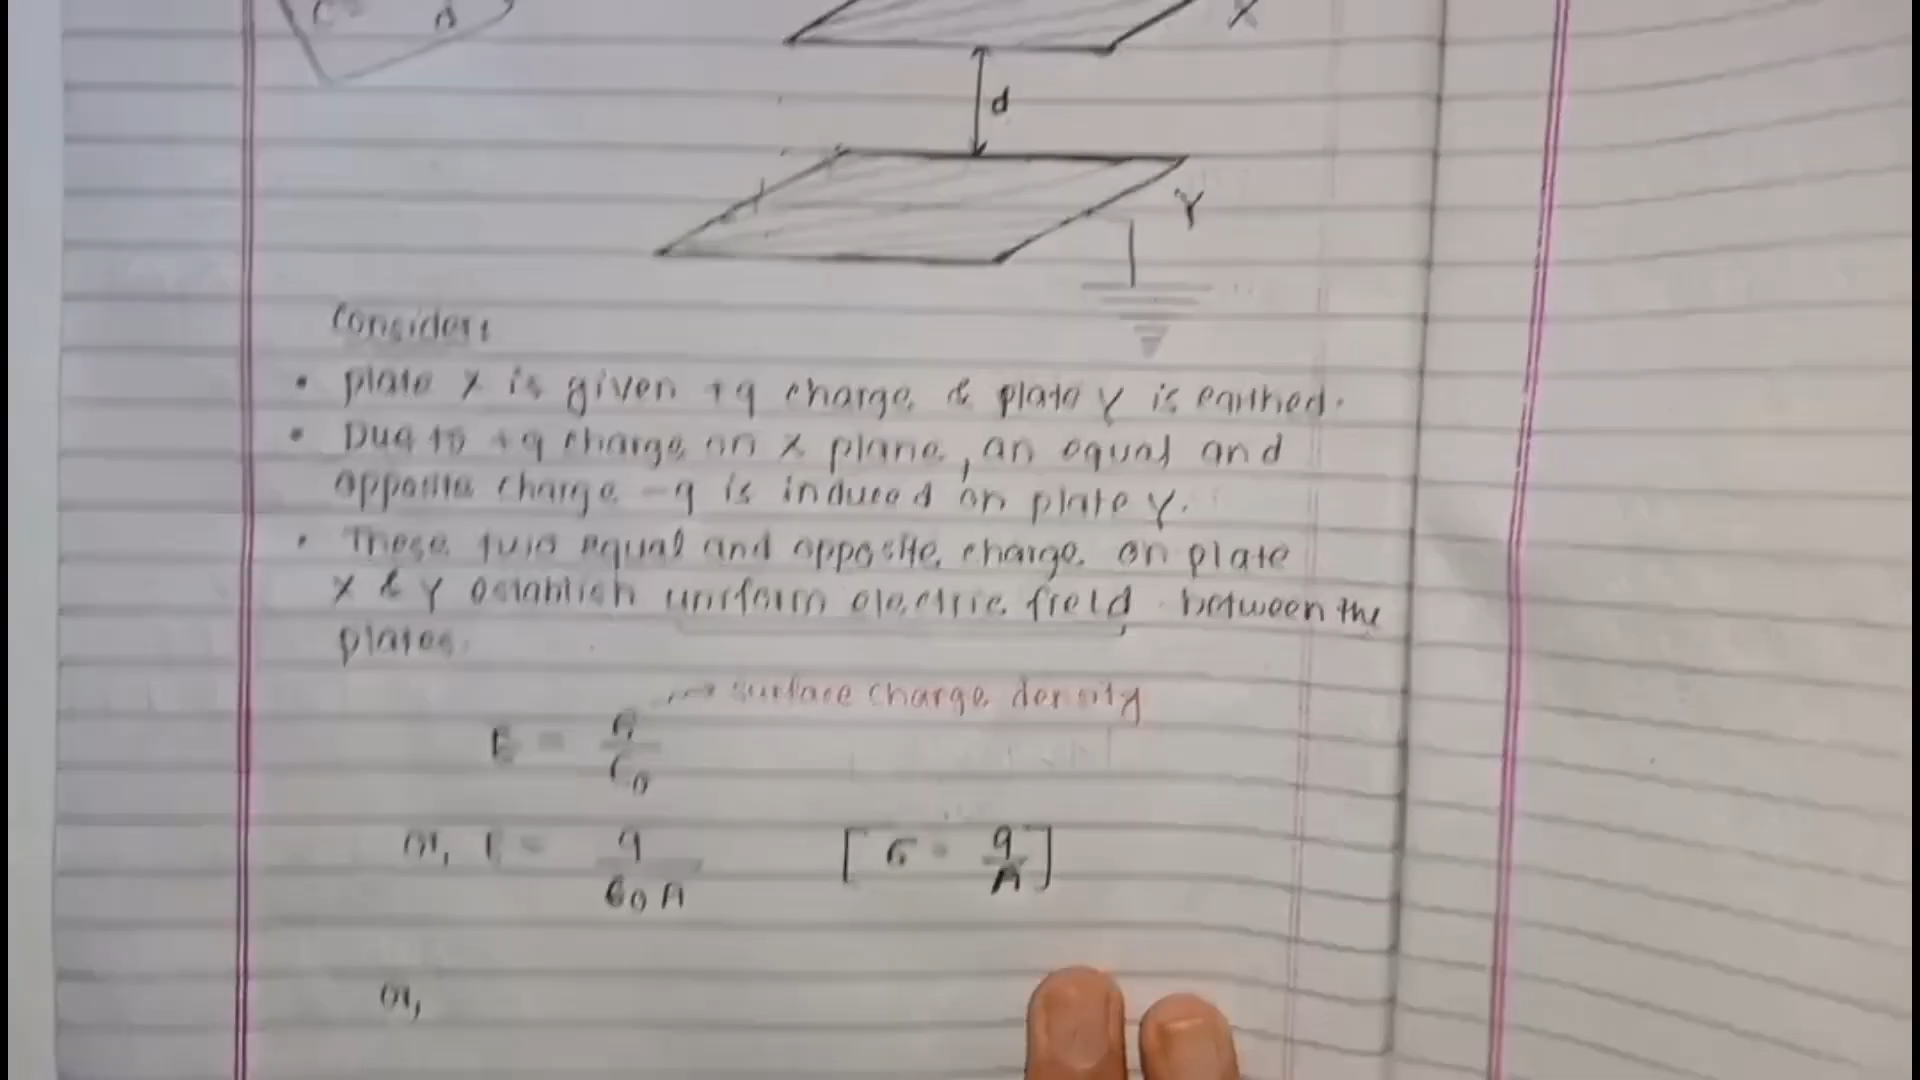 X
d
Y
Consider:
• plate X is given +q charge & plate Y is earthed.
• Due to +q charge on X plane, an equal and
opposite charge -q is induced on plate Y.
• These two equal and opposite charge on plate
X & Y establish uniform electric field between the
plates.
→ surface charge density
E = σ/ε₀
or, E = q/ε₀A [σ = q/A]
or,